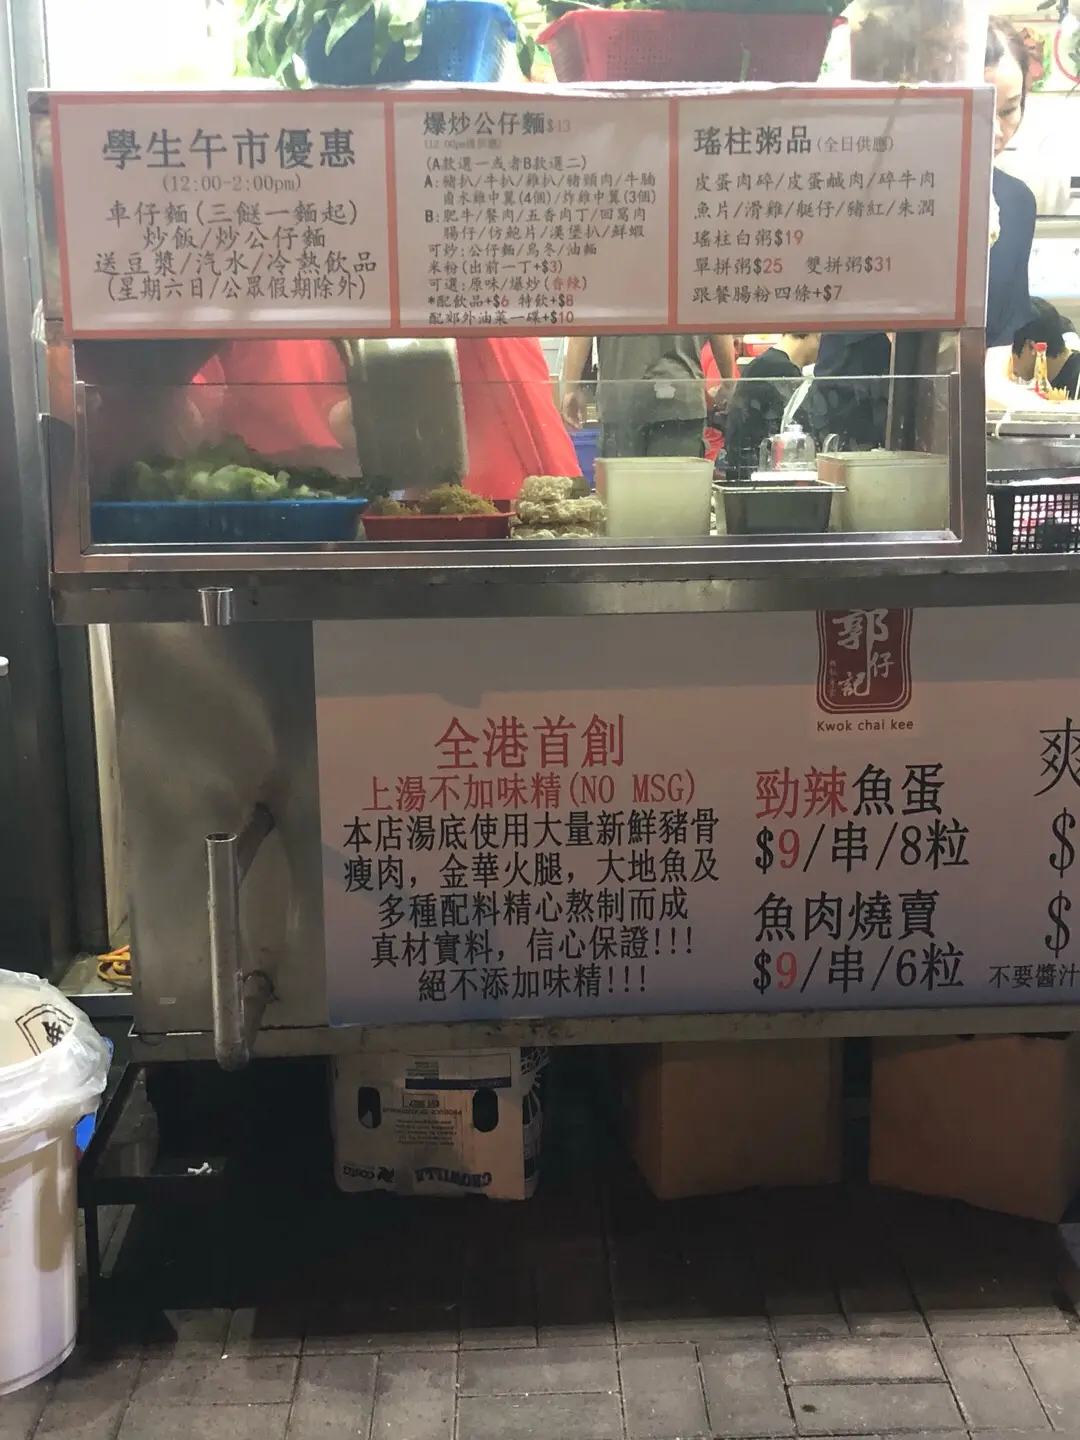 學生午市優惠
(12:00-2:00pm)
車仔麵(三餸一麵起)
炒飯/炒公仔麵
送豆漿/汽水/冷熱飲品
(星期六日/公眾假期除外)
爆炒公仔麵$43
(A款選一或者B款選二)
A:豬扒/牛扒/雞扒/豬頸肉/牛腩
鹵水雞中翼(4個)/炸雞中翼(3個)
B:肥牛/餐肉/五香肉丁/回窩肉
腸仔/仿鮑片/漢堡扒/鮮蝦
可炒:公仔麵/烏冬/油麵
米粉(出前一丁+$3)
可選:原味/爆炒(香辣)
*配飲品+$6 特飲+$8
配郊外油菜一碟+$10
瑤柱粥品(全日供應)
皮蛋肉碎/皮蛋鹹肉/碎牛肉
魚片/滑雞/艇仔/豬紅/朱潤
瑤柱白粥$19
單拼粥$25 雙拼粥$31
跟餐腸粉四條+$7
郭
仔
記
Kwok chai kee
全港首創
上湯不加味精(NO MSG)
本店湯底使用大量新鮮豬骨
瘦肉，金華火腿，大地魚及
多種配料精心熬制而成
真材實料，信心保證!!!
絕不添加味精!!!
勁辣魚蛋
$9/串/8粒
魚肉燒賣
$9/串/6粒
爽
$
$
不要醬汁
costa